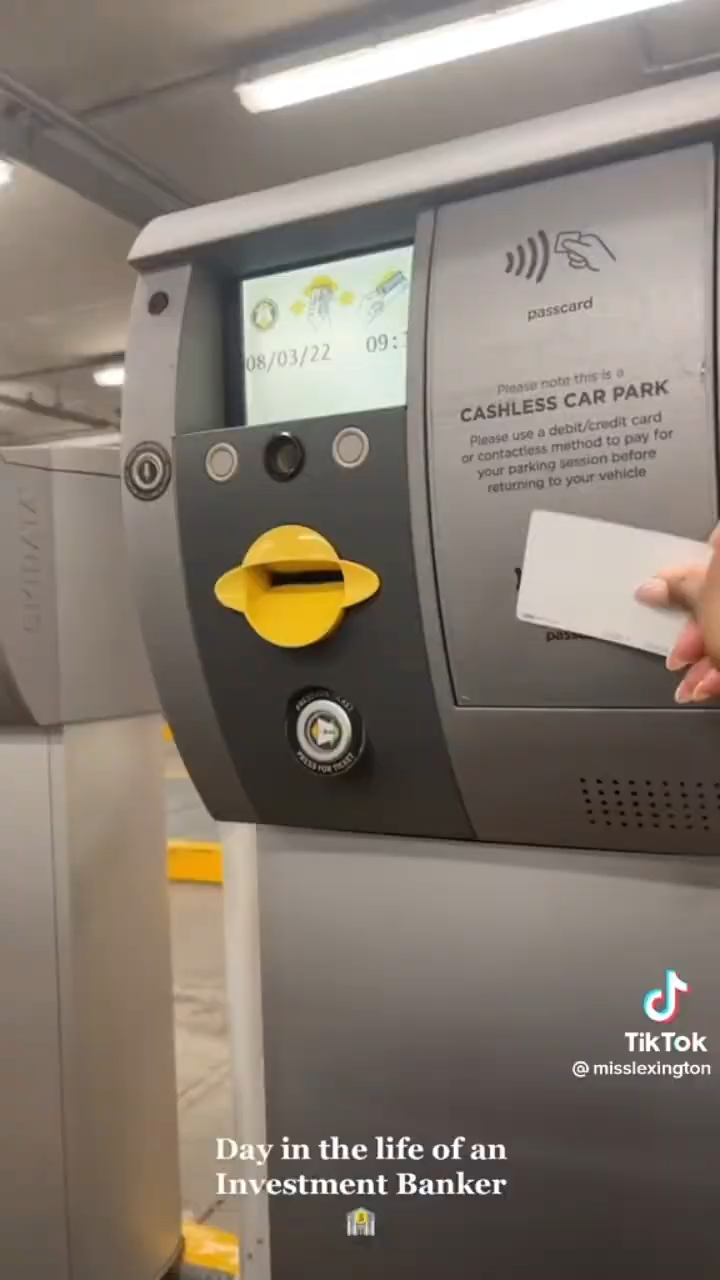 08/03/22 09:
passcard
Please note this is a
CASHLESS CAR PARK
Please use a debit/credit card
or contactless method to pay for
your parking session before
returning to your vehicle
PRESS FOR TICKET
TikTok
@misslexington
Day in the life of an
Investment Banker